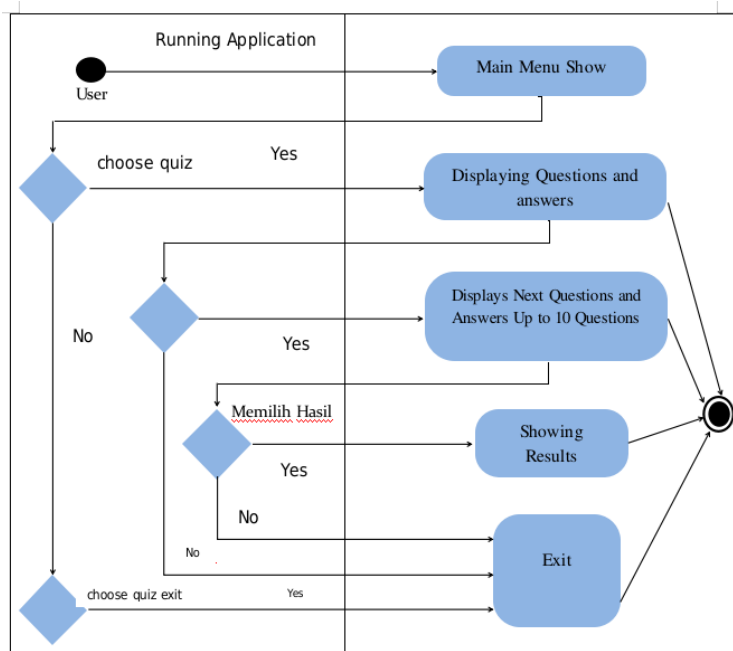 Running Application
Main Menu Show
User
choose quiz
Yes
Displaying Questions and
answers
Displays Next Questions and
Answers Up to 10 Questions
No
Yes
Memilih Hasil
Showing
Results
Yes
No
No
Exit
choose quiz exit
Yes